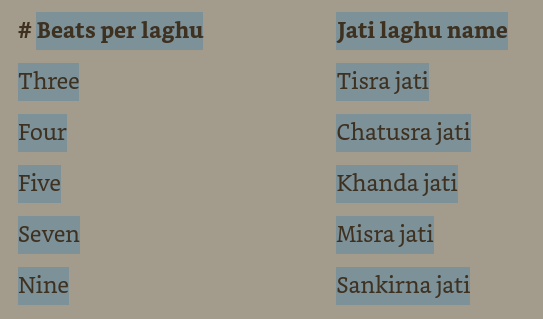 # Beats per laghu Jati laghu name
Three Tisra jati
Four Chatusra jati
Five Khanda jati
Seven Misra jati
Nine Sankirna jati